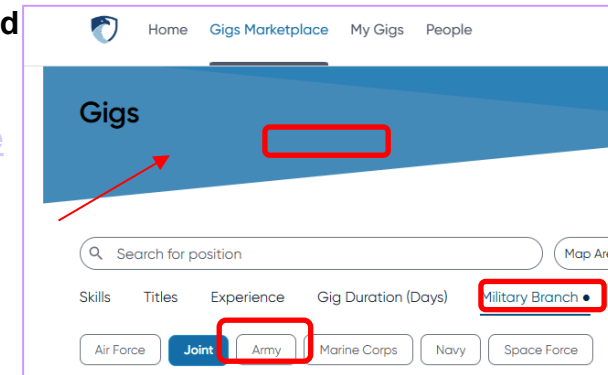 d
Home Gigs Marketplace My Gigs People
Gigs
e
Search for position Map Are
Skills Titles Experience Gig Duration (Days) Military Branch
Air Force Joint Army Marine Corps Navy Space Force